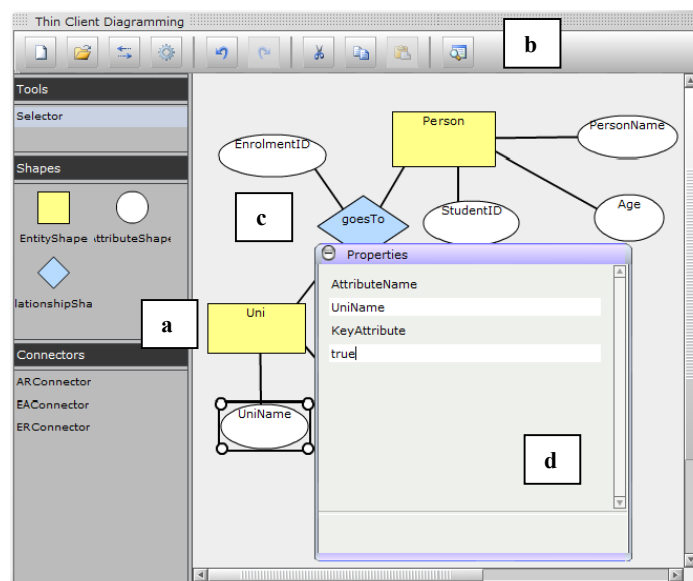 Thin Client Diagramming
b
Tools
Selector
Shapes
EntityShape
ttributeShape
lationshipSha
Connectors
ARConnector
EAConnector
ERConnector
a
c
EnrolmentID
Person
PersonName
goesTo
StudentID
Age
Uni
UniName
Properties
AttributeName
UniName
KeyAttribute
true
d